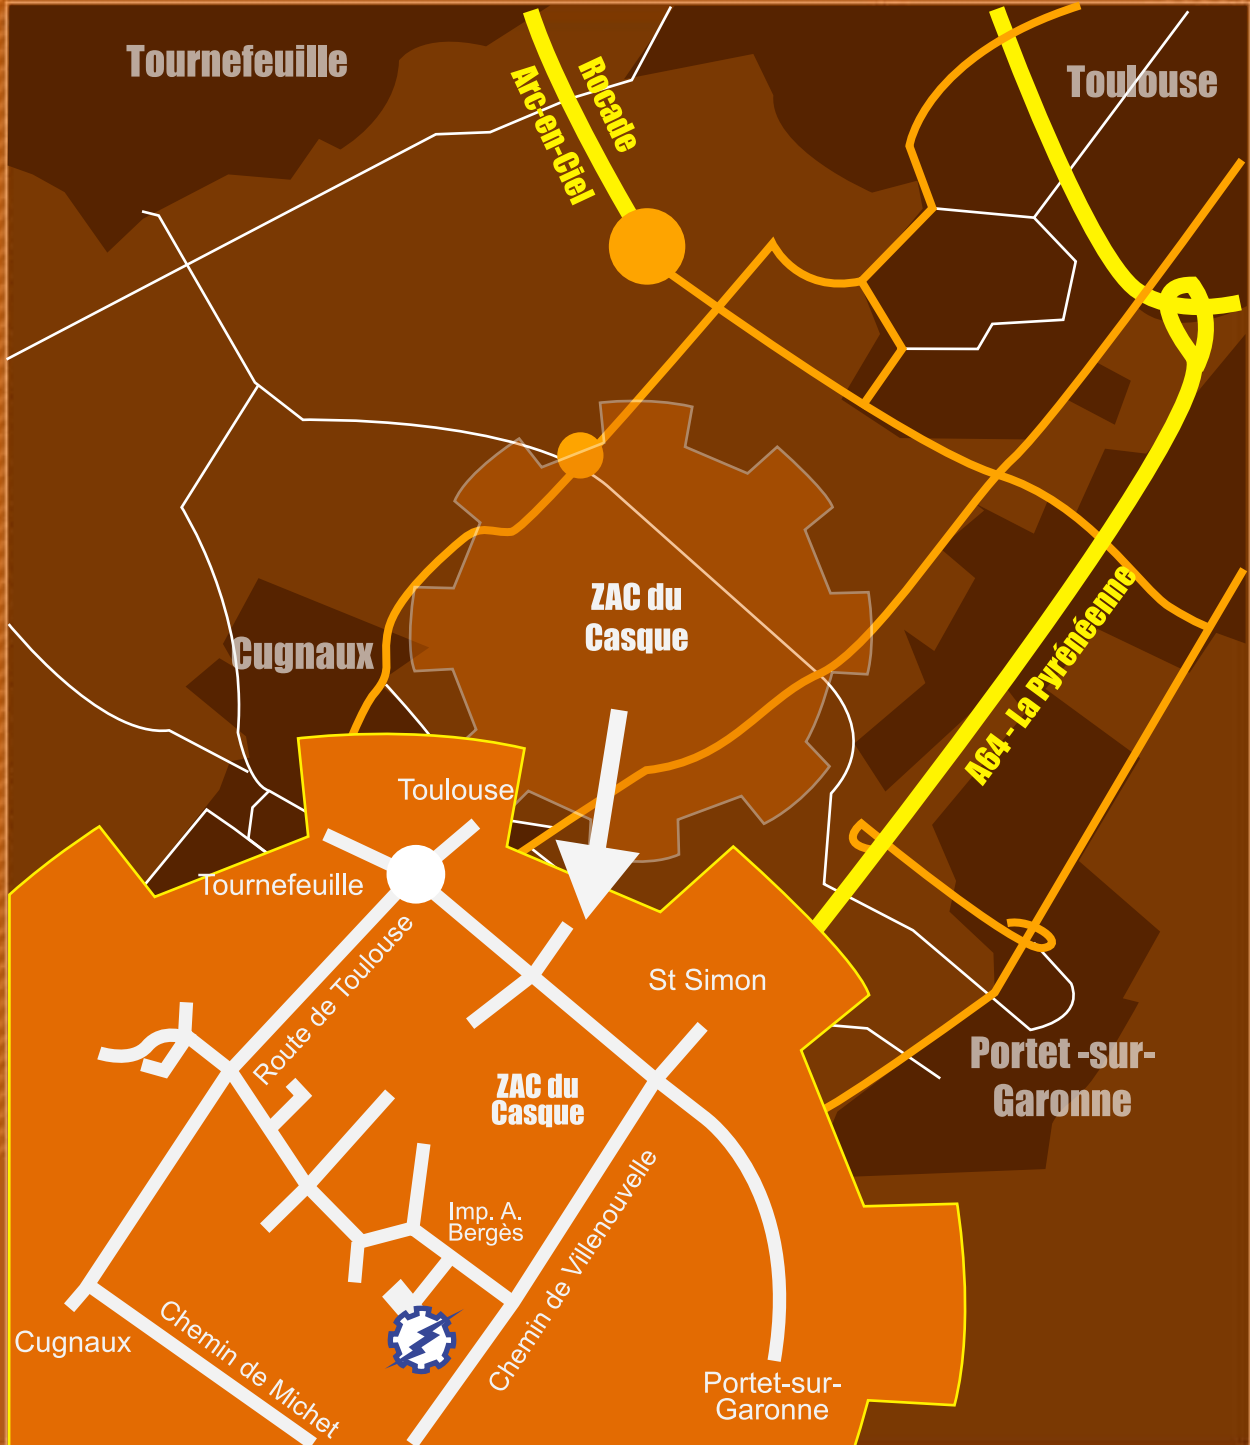 Tournefeuille
Rocade
Arc-en-Ciel
Toulouse
ZAC du
Casque
Cugnaux
A64 - La Pyrénéenne
Toulouse
Tournefeuille
Route de Toulouse
St Simon
Portet -sur-
Garonne
ZAC du
Casque
Imp. A.
Bergès
Chemin de Villenouvelle
Chemin de Michet
Cugnaux
Portet-sur-
Garonne